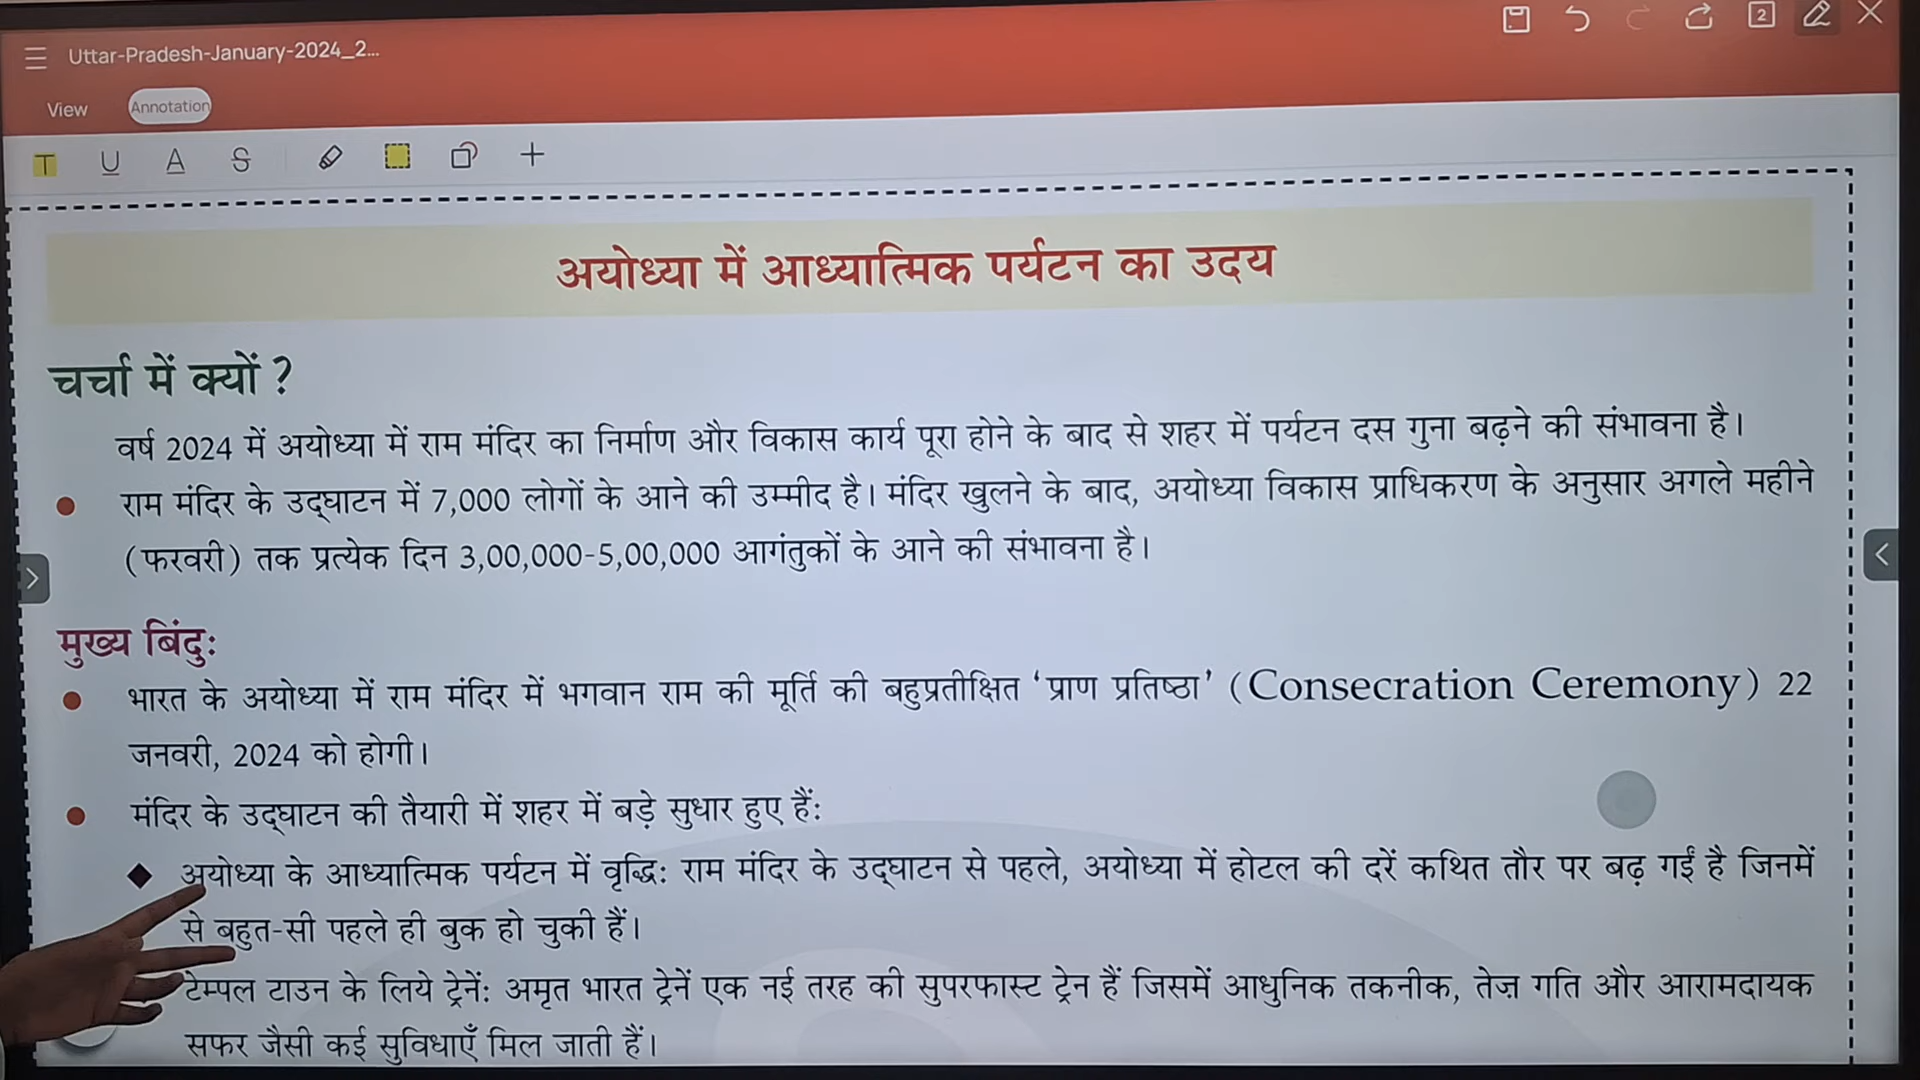 Uttar-Pradesh-January-2024_2...
2
View
Annotation
T U A S
अयोध्या में आध्यात्मिक पर्यटन का उदय
चर्चा में क्यों ?
वर्ष 2024 में अयोध्या में राम मंदिर का निर्माण और विकास कार्य पूरा होने के बाद से शहर में पर्यटन दस गुना बढ़ने की संभावना है।
राम मंदिर के उद्घाटन में 7,000 लोगों के आने की उम्मीद है। मंदिर खुलने के बाद, अयोध्या विकास प्राधिकरण के अनुसार अगले महीने
(फरवरी) तक प्रत्येक दिन 3,00,000-5,00,000 आगंतुकों के आने की संभावना है।
मुख्य बिंदु:
भारत के अयोध्या में राम मंदिर में भगवान राम की मूर्ति की बहुप्रतीक्षित ‘प्राण प्रतिष्ठा’ (Consecration Ceremony) 22
जनवरी, 2024 को होगी।
मंदिर के उद्घाटन की तैयारी में शहर में बड़े सुधार हुए हैं:
अयोध्या के आध्यात्मिक पर्यटन में वृद्धि: राम मंदिर के उद्घाटन से पहले, अयोध्या में होटल की दरें कथित तौर पर बढ़ गईं है जिनमें
से बहुत-सी पहले ही बुक हो चुकी हैं।
टेम्पल टाउन के लिये ट्रेनें: अमृत भारत ट्रेनें एक नई तरह की सुपरफास्ट ट्रेन हैं जिसमें आधुनिक तकनीक, तेज़ गति और आरामदायक
सफर जैसी कई सुविधाएँ मिल जाती हैं।